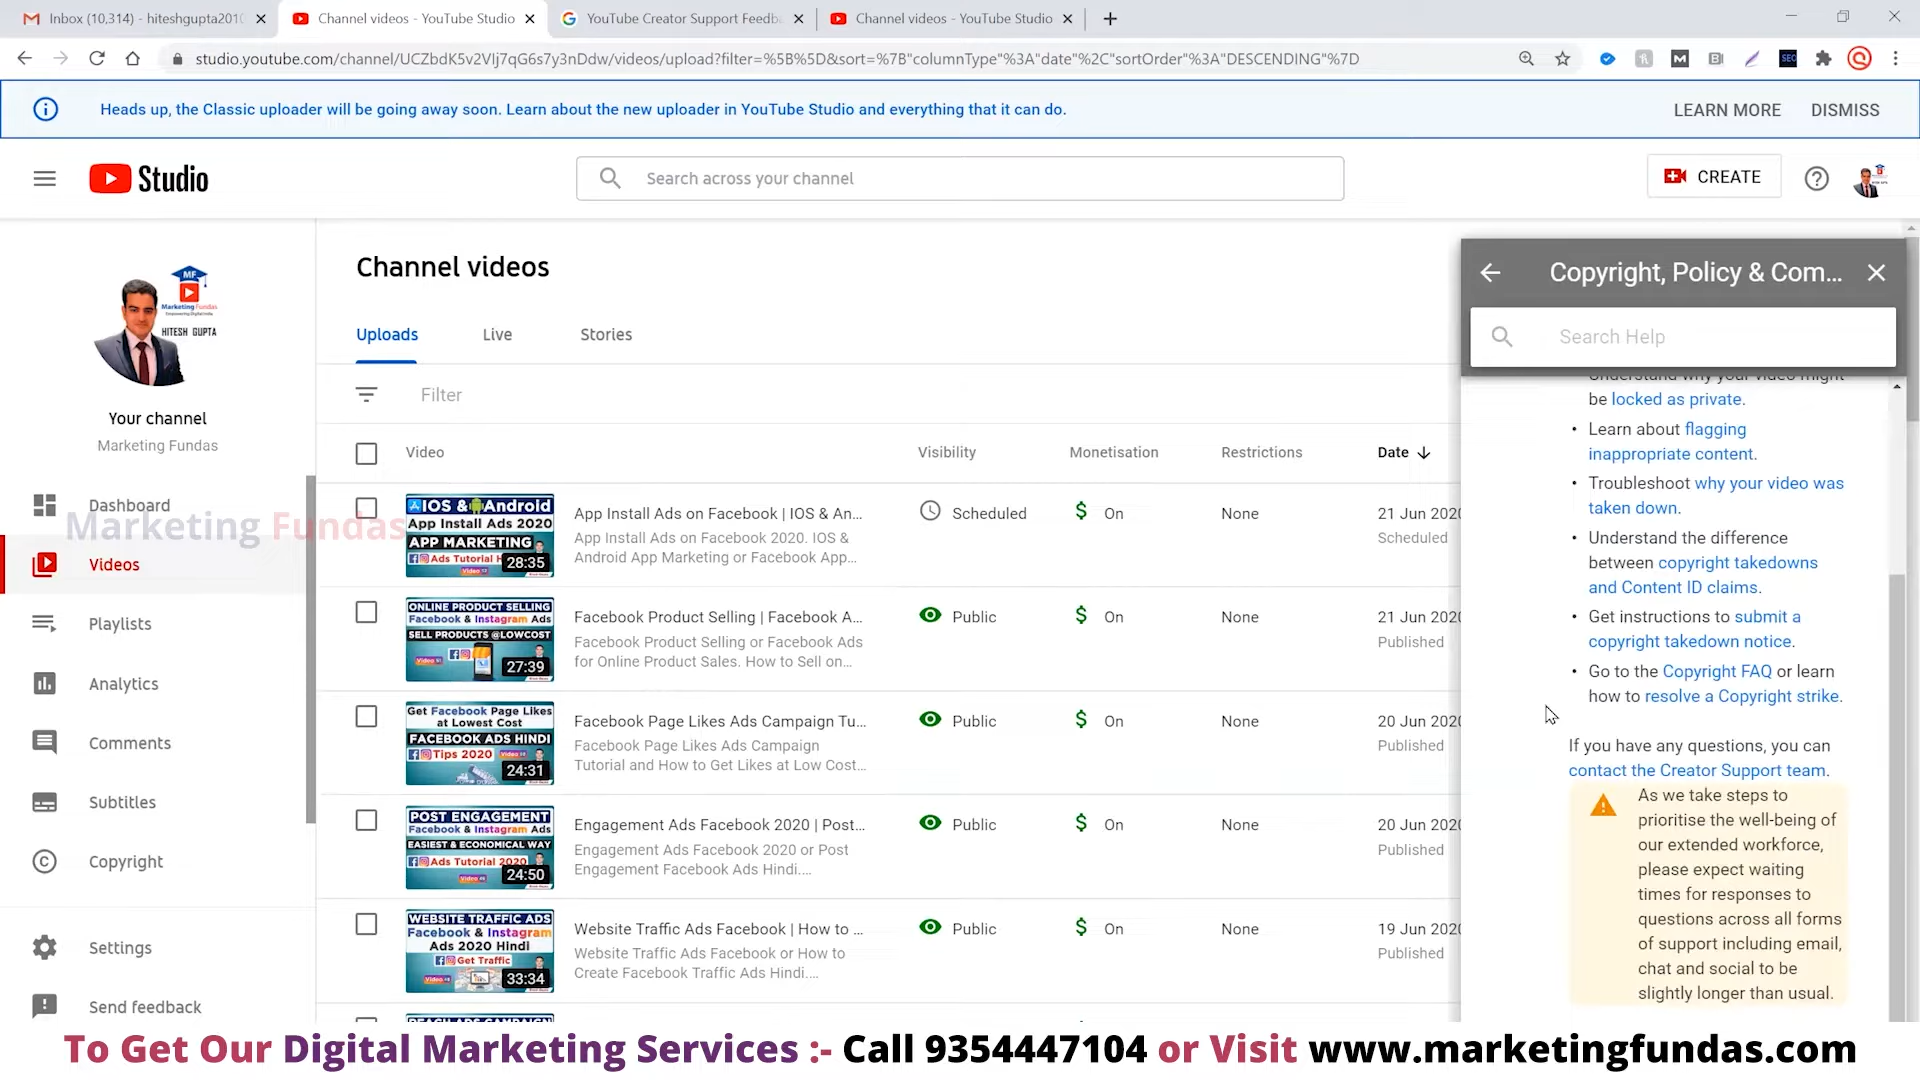 Inbox (10,314) - hiteshgupta201
Channel videos - YouTube Studio
YouTube Creator Support Feedb
Channel videos - YouTube Studio
studio.youtube.com/channel/UCZbdK5v2VIj7qG6s7y3nDdw/videos/upload?filter=%5B%5D&sort=%7B"columnType"%3A"date"%2C"sortOrder"%3A"DESCENDING"%7D
Heads up, the Classic uploader will be going away soon. Learn about the new uploader in YouTube Studio and everything that it can do.
LEARN MORE
DISMISS
Studio
Search across your channel
CREATE
MF
Marketing Fundas
HITESH GUPTA
Your channel
Marketing Fundas
Dashboard
Marketing Fundas
Videos
Playlists
Analytics
Comments
Subtitles
Copyright
Settings
Send feedback
Channel videos
Uploads
Live
Stories
Filter
Video
Visibility
Monetisation
Restrictions
Date
IOS & Android
App Install Ads 2020
APP MARKETING
Ads Tutorial
28:35
App Install Ads on Facebook | IOS & An...
App Install Ads on Facebook 2020. IOS &
Android App Marketing or Facebook App...
Scheduled
On
None
21 Jun 2020
Scheduled
ONLINE PRODUCT SELLING
Facebook & Instagram Ads
SELL PRODUCTS @LOWCOST
27:39
Facebook Product Selling | Facebook A...
Facebook Product Selling or Facebook Ads
for Online Product Sales. How to Sell on...
Public
On
None
21 Jun 2020
Published
Get Facebook Page Likes
at Lowest Cost
FACEBOOK ADS HINDI
Tips 2020
24:31
Facebook Page Likes Ads Campaign Tu...
Facebook Page Likes Ads Campaign
Tutorial and How to Get Likes at Low Cost...
Public
On
None
20 Jun 2020
Published
POST ENGAGEMENT
Facebook & Instagram Ads
EASIEST & ECONOMICAL WAY
Ads Tutorial 2020
24:50
Engagement Ads Facebook 2020 | Post...
Engagement Ads Facebook 2020 or Post
Engagement Facebook Ads Hindi....
Public
On
None
20 Jun 2020
Published
WEBSITE TRAFFIC ADS
Facebook & Instagram
Ads 2020 Hindi
Get Traffic
33:34
Website Traffic Ads Facebook | How to ...
Website Traffic Ads Facebook or How to
Create Facebook Traffic Ads Hindi....
Public
On
None
19 Jun 2020
Published
REACH ADS CAMPAIGN
Copyright, Policy & Com...
Search Help
Understand why your video might
be locked as private.
• Learn about flagging
inappropriate content.
• Troubleshoot why your video was
taken down.
• Understand the difference
between copyright takedowns
and Content ID claims.
• Get instructions to submit a
copyright takedown notice.
• Go to the Copyright FAQ or learn
how to resolve a Copyright strike.
If you have any questions, you can
contact the Creator Support team.
As we take steps to
prioritise the well-being of
our extended workforce,
please expect waiting
times for responses to
questions across all forms
of support including email,
chat and social to be
slightly longer than usual.
To Get Our Digital Marketing Services :- Call 9354447104 or Visit www.marketingfundas.com